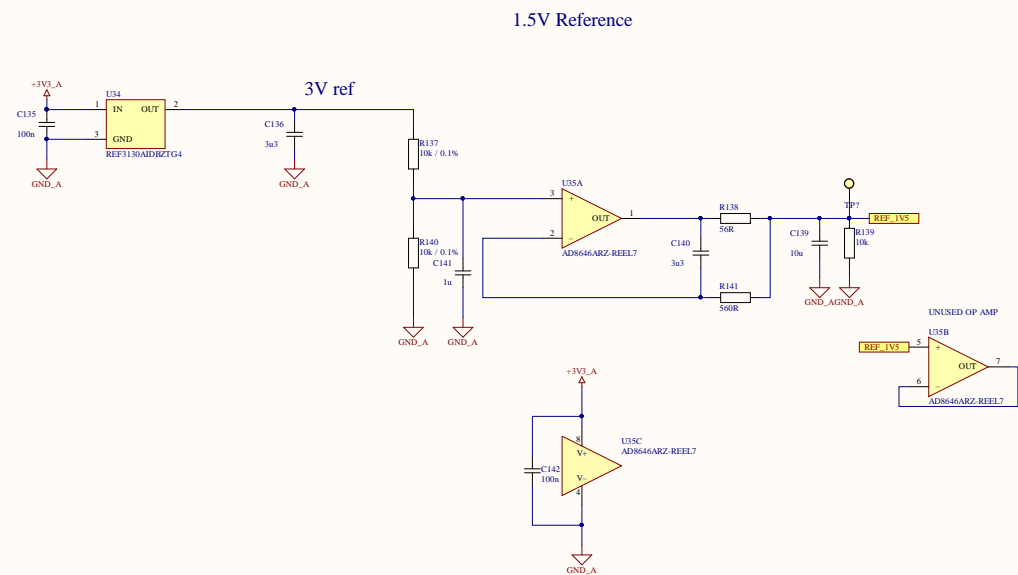 1.5V Reference
3V ref
+3V3_A
C135
100n
GND_A
U34
1
IN
OUT
2
3
GND
REF3130AIDBZTG4
C136
3u3
GND_A
R137
10k / 0.1%
R140
10k / 0.1%
GND_A
C141
1u
GND_A
U35A
3
+
OUT
1
2
−
AD8646ARZ-REEL7
R138
56R
C140
3u3
R141
560R
TP?
REF_1V5
C139
10u
GND_A
R139
10k
GND_A
UNUSED OP AMP
U35B
REF_1V5
5
+
OUT
7
6
−
AD8646ARZ-REEL7
+3V3_A
C142
100n
8
V+
V−
4
U35C
AD8646ARZ-REEL7
GND_A